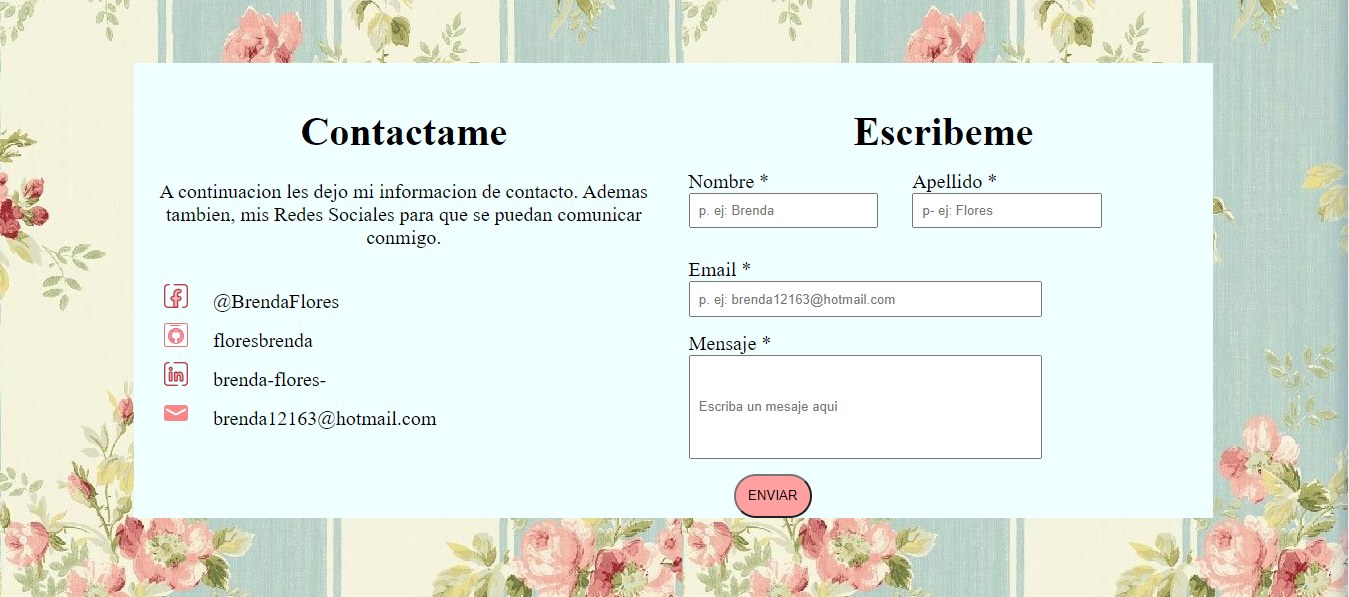 Contactame
A continuacion les dejo mi informacion de contacto. Ademas
tambien, mis Redes Sociales para que se puedan comunicar
conmigo.
@BrendaFlores
floresbrenda
brenda-flores-
brenda12163@hotmail.com
Escribeme
Nombre *
Apellido *
p. ej: Brenda
p- ej: Flores
Email *
p. ej: brenda12163@hotmail.com
Mensaje *
Escriba un mesaje aqui
ENVIAR